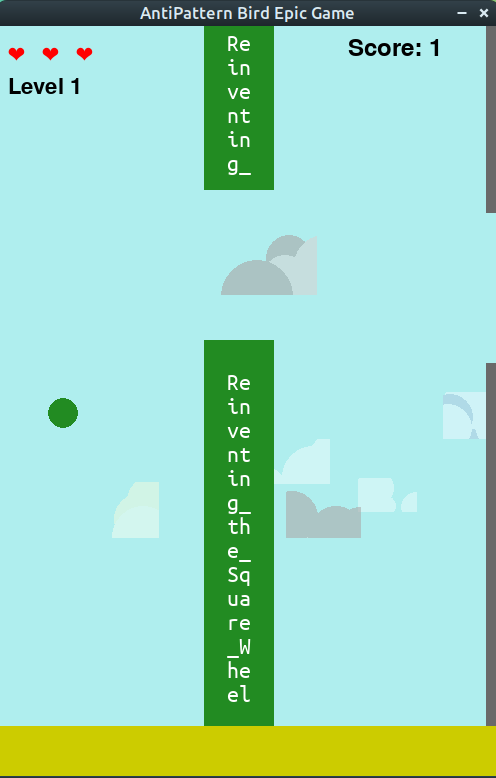 AntiPattern Bird Epic Game
❤ ❤ ❤
Score: 1
Level 1
Re
in
ve
nt
in
g_
Re
in
ve
nt
in
g_
th
e_
Sq
ua
re
_W
he
el